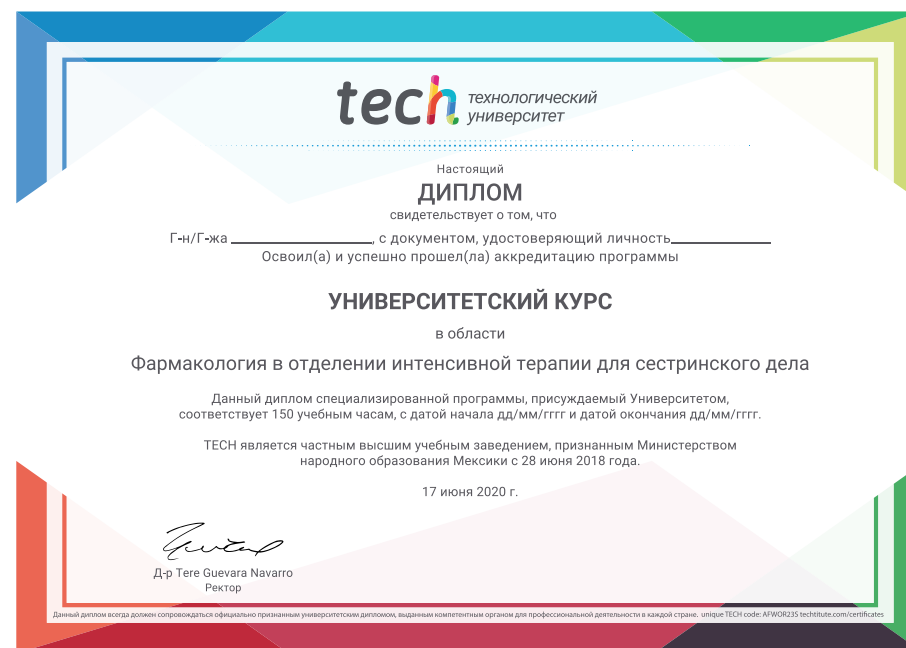 tech технологический
университет
Настоящий
ДИПЛОМ
свидетельствует о том, что
Г-н/Г-жа ____________, с документом, удостоверяющий личность____________
Освоил(а) и успешно прошел(ла) аккредитацию программы
УНИВЕРСИТЕТСКИЙ КУРС
в области
Фармакология в отделении интенсивной терапии для сестринского дела
Данный диплом специализированной программы, присуждаемый Университетом,
соответствует 150 учебным часам, с датой начала дд/мм/гггг и датой окончания дд/мм/гггг.
TECH является частным высшим учебным заведением, признанным Министерством
народного образования Мексики с 28 июня 2018 года.
17 июня 2020 г.
Д-р Tere Guevara Navarro
Ректор
Данный диплом всегда должен сопровождаться официально признанным университетским дипломом, выданным компетентным органом для профессиональной деятельности в каждой стране. unique TECH code: AFWOR23S techtitute.com/certificates